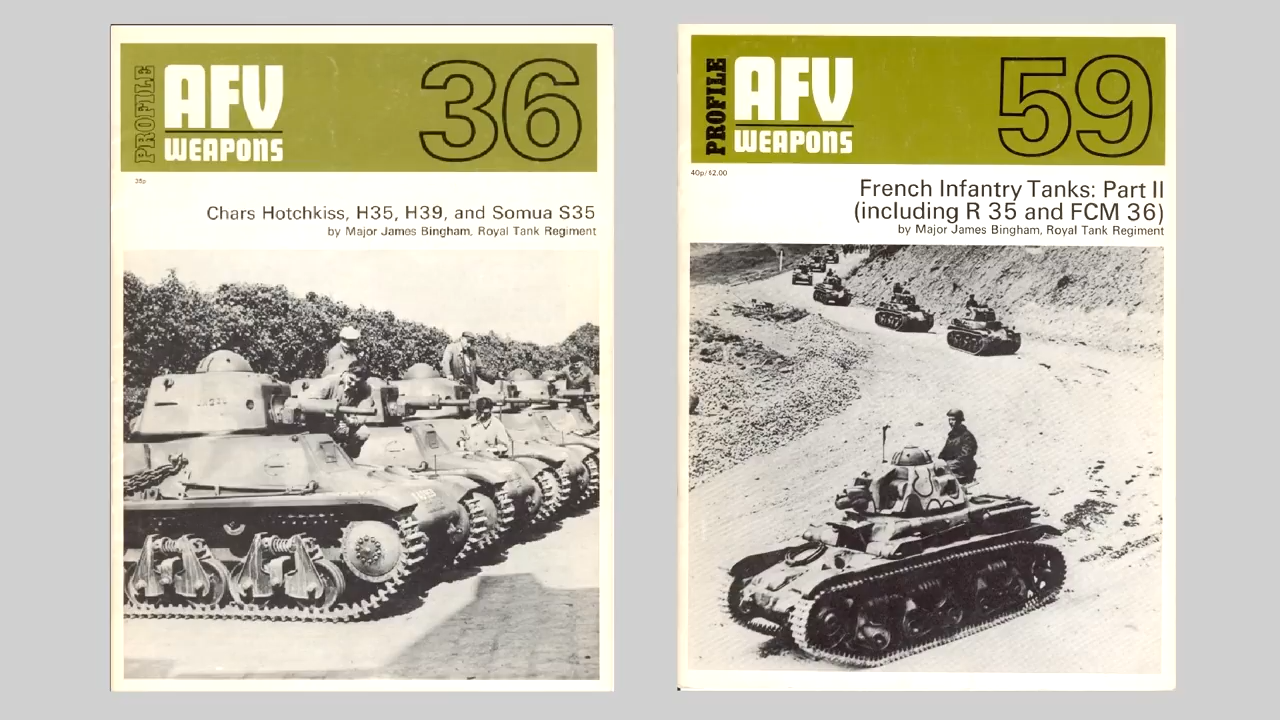 PROFILE
AFV
WEAPONS
36
35p
Chars Hotchkiss, H35, H39, and Somua S35
by Major James Bingham, Royal Tank Regiment
PROFILE
AFV
WEAPONS
59
40p/$2.00
French Infantry Tanks: Part II
(including R 35 and FCM 36)
by Major James Bingham, Royal Tank Regiment